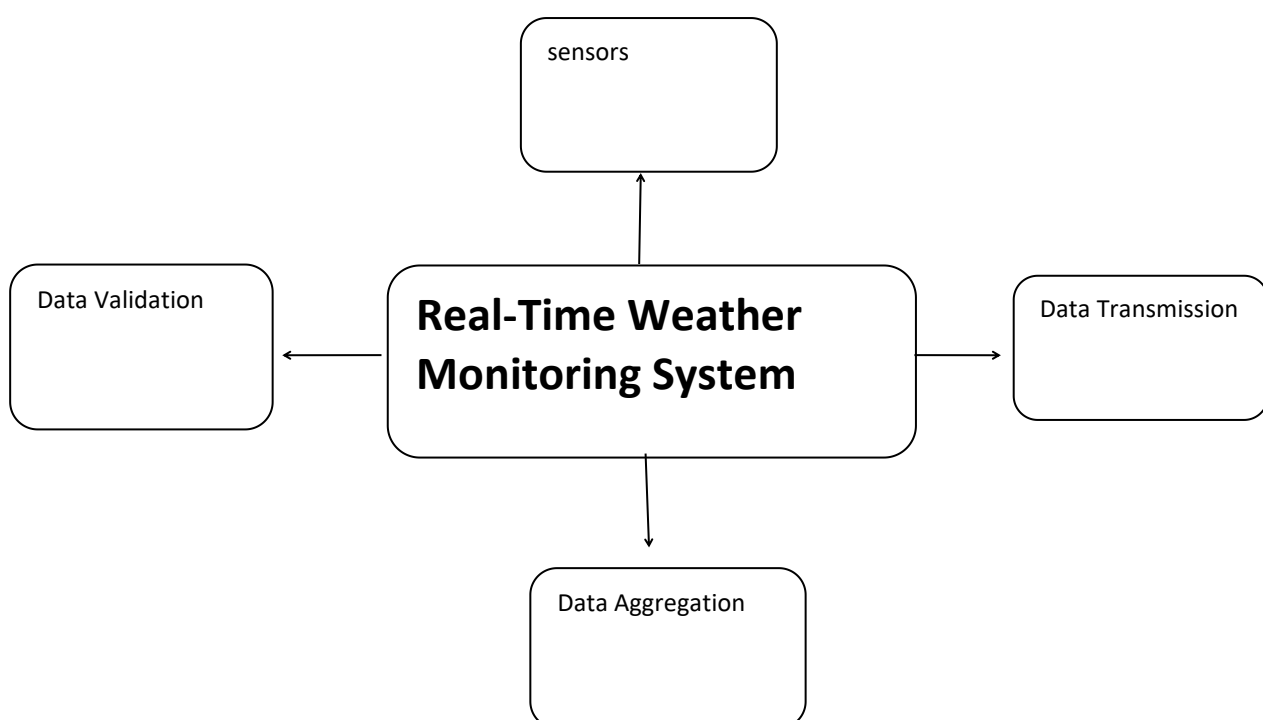 sensors
Data Validation
Real-Time Weather
Monitoring System
Data Transmission
Data Aggregation